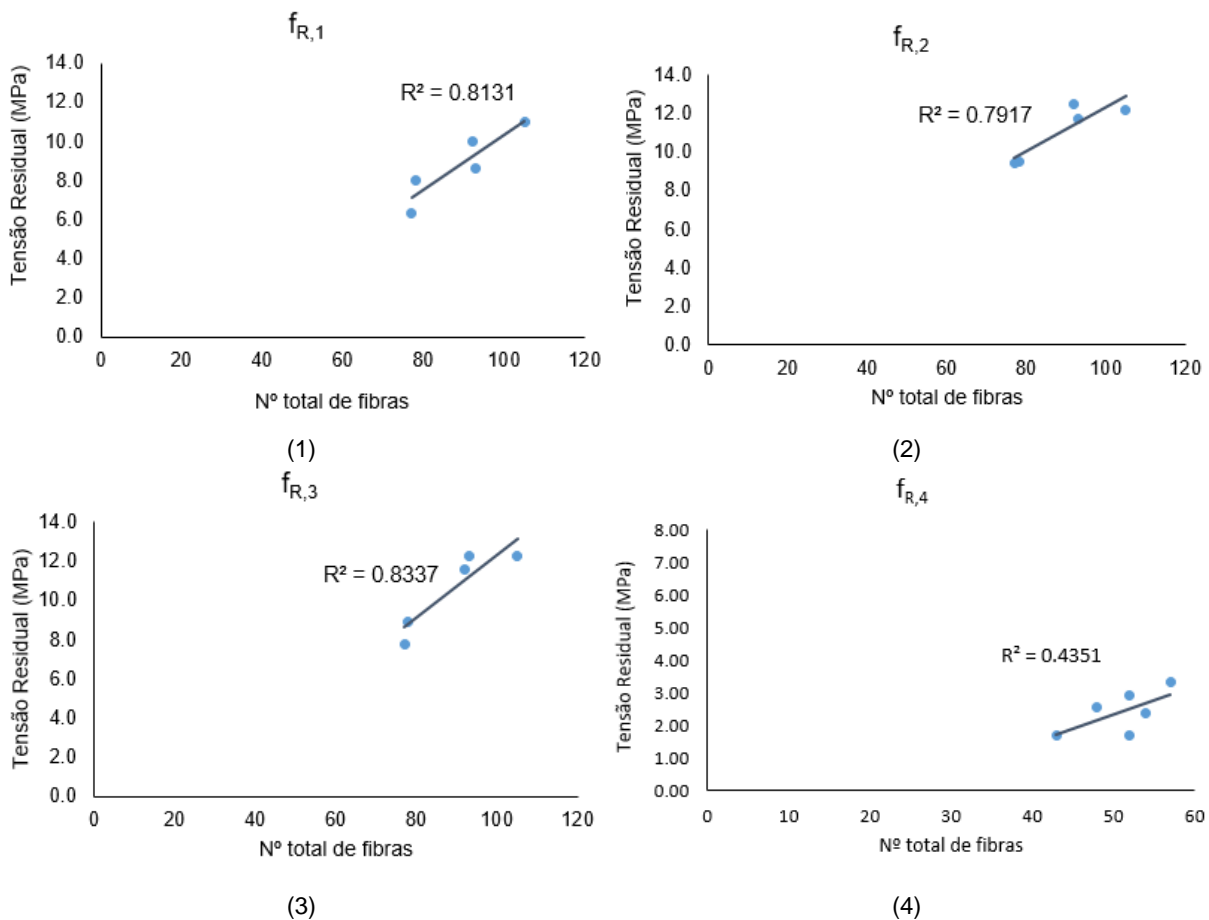 f_R,1
Tensão Residual (MPa)
14.0
12.0
10.0
8.0
6.0
4.0
2.0
0.0
R² = 0.8131
0 20 40 60 80 100 120
Nº total de fibras
(1)
f_R,2
Tensão Residual (MPa)
14.0
12.0
10.0
8.0
6.0
4.0
2.0
0.0
R² = 0.7917
0 20 40 60 80 100 120
Nº total de fibras
(2)
f_R,3
Tensão Residual (MPa)
14.0
12.0
10.0
8.0
6.0
4.0
2.0
0.0
R² = 0.8337
0 20 40 60 80 100 120
Nº total de fibras
(3)
f_R,4
Tensão Residual (MPa)
8.00
7.00
6.00
5.00
4.00
3.00
2.00
1.00
0.00
R² = 0.4351
0 10 20 30 40 50 60
Nº total de fibras
(4)